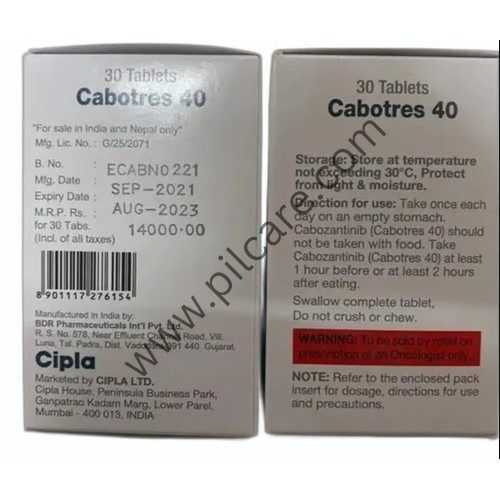 30 Tablets
Cabotres 40
"For sale in India and Nepal only"
Mfg. Lic. No. : G/25/2071
B. No. : ECABN0221
Mfg. Date : SEP-2021
Expiry Date : AUG-2023
M.R.P. Rs : 14000.00
for 30 Tabs.
(Incl. of all taxes)
8 901117 276154
Manufactured in India by:
BDR Pharmaceuticals Int'l Pvt. Ltd.
R. S. No. 578, Near Effluent Channel Road, Vill.
Luna, Tal. Padra, Dist. Vadodara-391 440. Gujarat.
Cipla
Marketed by CIPLA LTD.
Cipla House, Peninsula Business Park,
Ganpatrao Kadam Marg, Lower Parel,
Mumbai - 400 013, INDIA
30 Tablets
Cabotres 40
Storage: Store at temperature
not exceeding 30°C, Protect
from light & moisture.
Direction for use: Take once each
day on an empty stomach.
Cabozantinib (Cabotres 40) should
not be taken with food. Take
Cabozantinib (Cabotres 40) at least
1 hour before or at least 2 hours
after eating.
Swallow complete tablet,
Do not crush or chew.
WARNING: To be sold by retail on
prescription of an Oncologist only.
NOTE: Refer to the enclosed pack
insert for dosage, directions for use
and precautions.
www.pilcare.com